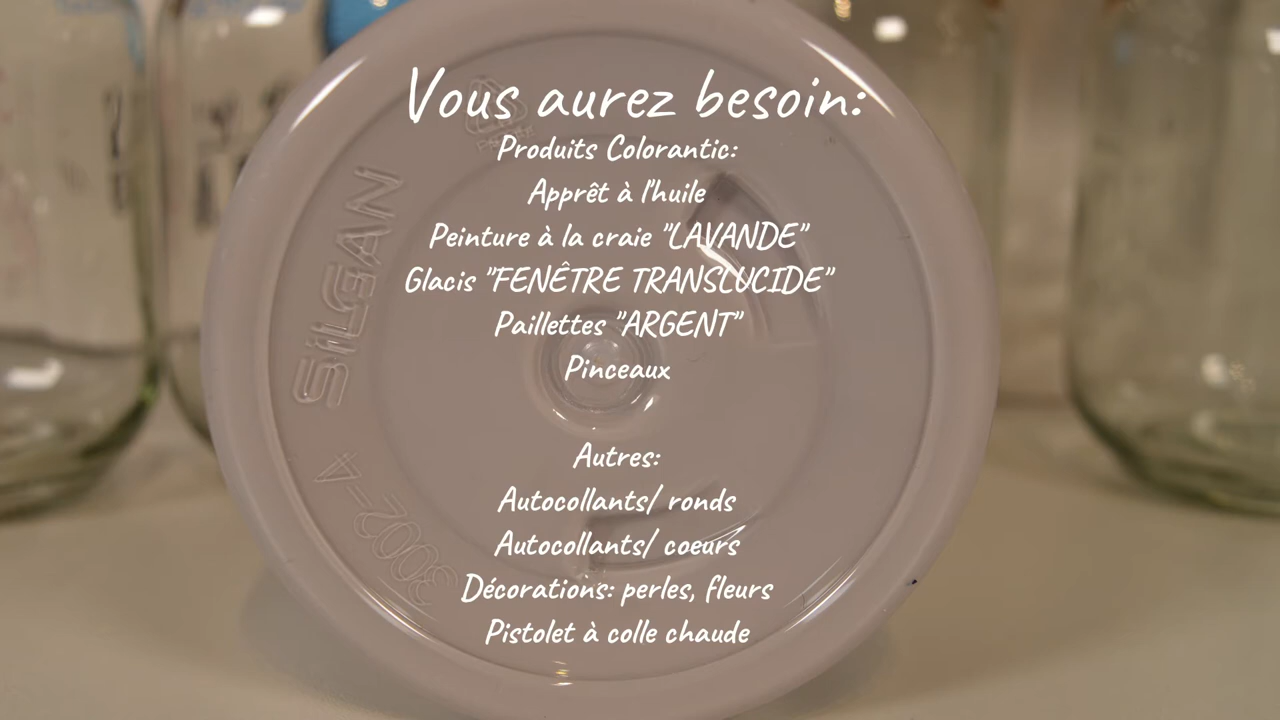 Vous aurez besoin:
Produits Colorantic:
Apprêt à l'huile
Peinture à la craie "LAVANDE"
Glacis "FENÊTRE TRANSLUCIDE"
Paillettes "ARGENT"
Pinceaux
Autres:
Autocollants/ ronds
Autocollants/ coeurs
Décorations: perles, fleurs
Pistolet à colle chaude
SILGAN
3002-4